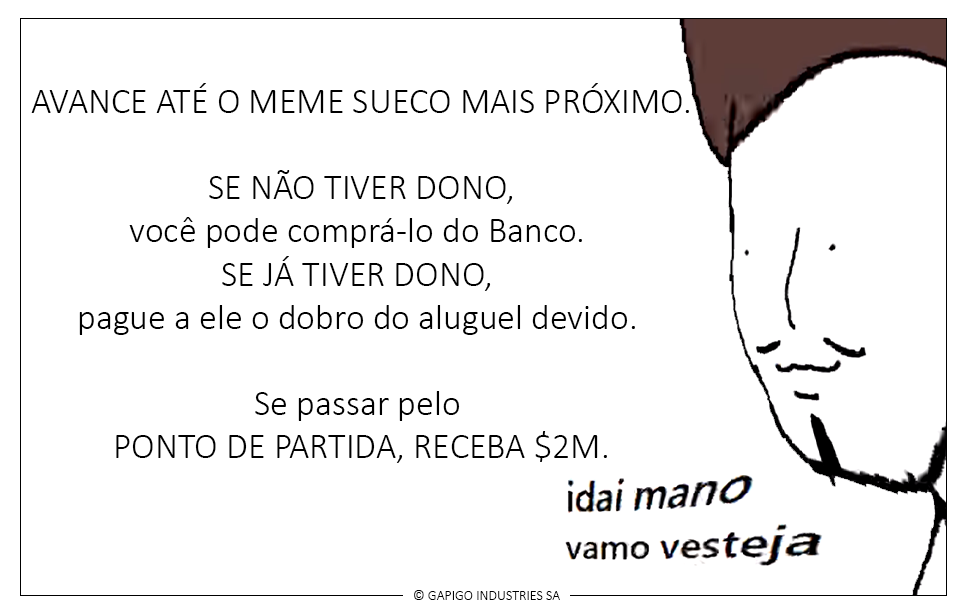 AVANCE ATÉ O MEME SUECO MAIS PRÓXIMO.
SE NÃO TIVER DONO,
você pode comprá-lo do Banco.
SE JÁ TIVER DONO,
pague a ele o dobro do aluguel devido.
Se passar pelo
PONTO DE PARTIDA, RECEBA $2M.
idai mano
vamo vesteja
© GAPIGO INDUSTRIES SA